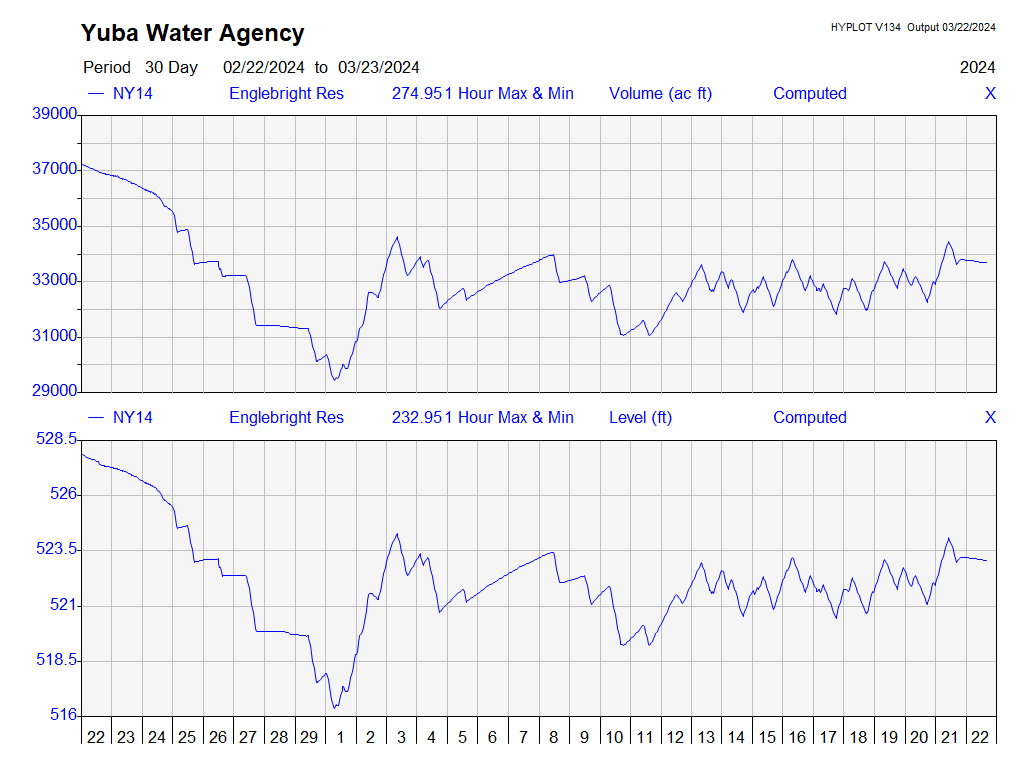 Yuba Water Agency
HYPLOT V134 Output 03/22/2024
Period 30 Day 02/22/2024 to 03/23/2024
2024
NY14 Englebright Res 274.951 Hour Max & Min Volume (ac ft) Computed X
39000
37000
35000
33000
31000
29000
NY14 Englebright Res 232.951 Hour Max & Min Level (ft) Computed X
528.5
526
523.5
521
518.5
516
22 23 24 25 26 27 28 29 1 2 3 4 5 6 7 8 9 10 11 12 13 14 15 16 17 18 19 20 21 22